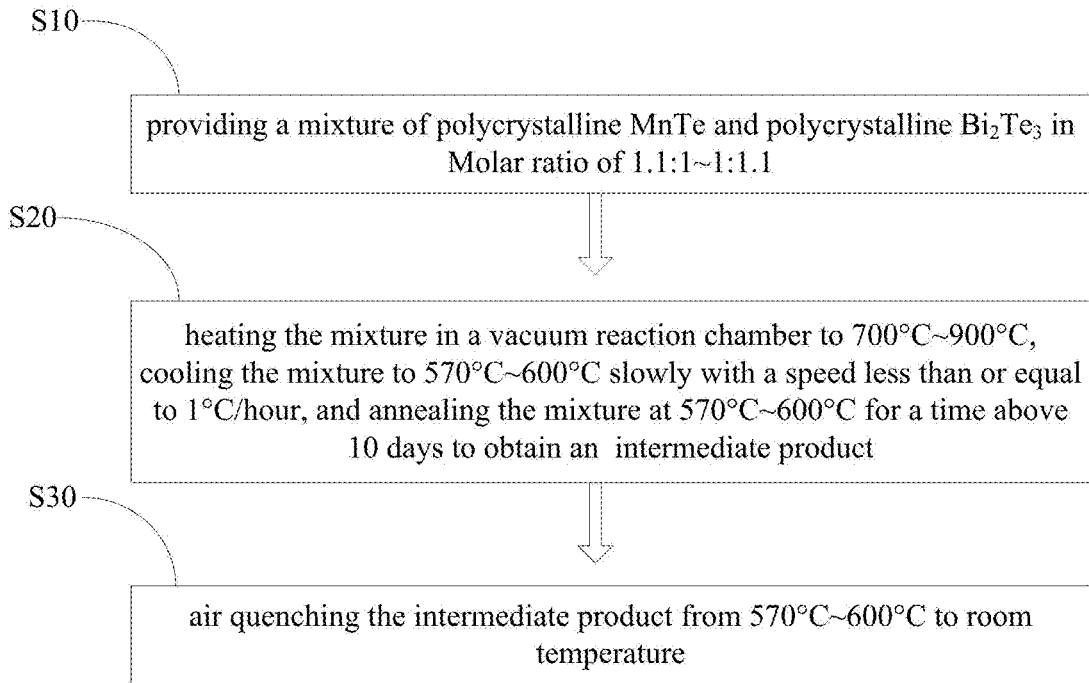 S10
providing a mixture of polycrystalline MnTe and polycrystalline Bi₂Te₃ in
Molar ratio of 1.1:1~1:1.1
S20
heating the mixture in a vacuum reaction chamber to 700°C~900°C,
cooling the mixture to 570°C~600°C slowly with a speed less than or equal
to 1°C/hour, and annealing the mixture at 570°C~600°C for a time above
10 days to obtain an intermediate product
S30
air quenching the intermediate product from 570°C~600°C to room
temperature